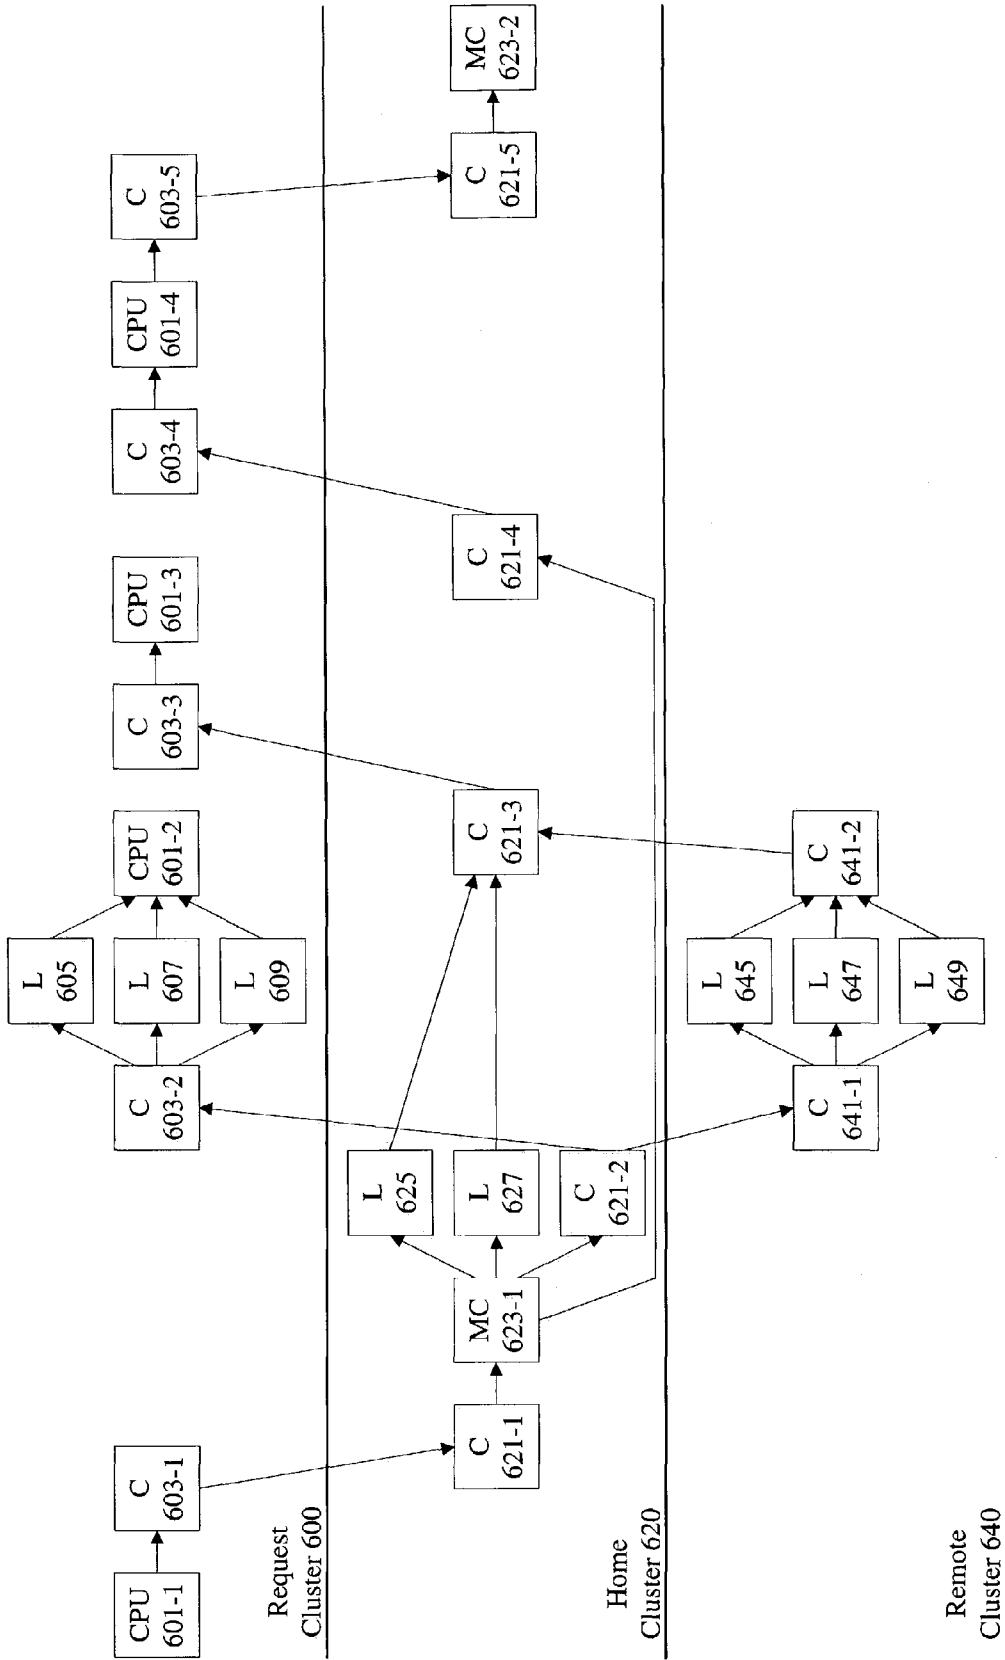 CPU
601-1
C
603-1
C
603-2
L
605
L
607
L
609
CPU
601-2
C
603-3
CPU
601-3
C
603-4
CPU
601-4
C
603-5
Request
Cluster 600
C
621-1
MC
623-1
L
625
L
627
C
621-2
C
621-3
C
621-4
C
621-5
MC
623-2
Home
Cluster 620
C
641-1
L
645
L
647
L
649
C
641-2
Remote
Cluster 640